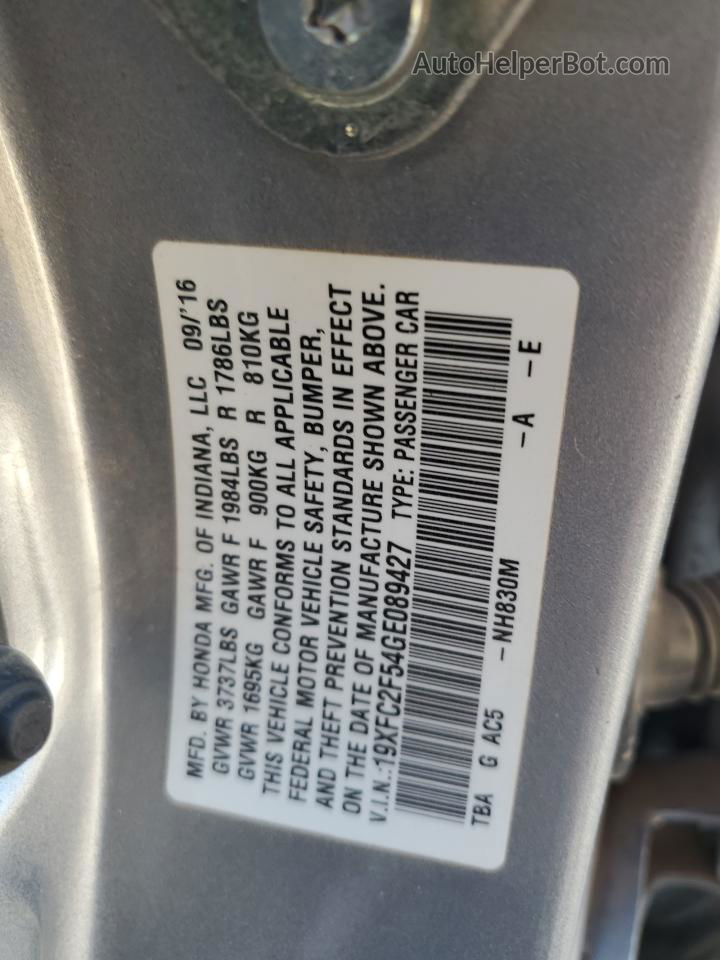 AutoHelperBot.com
MFD. BY HONDA MFG. OF INDIANA, LLC 09/'16
GVWR 3737LBS GAWR F 1984LBS R 1786LBS
GVWR 1695KG GAWR F 900KG R 810KG
THIS VEHICLE CONFORMS TO ALL APPLICABLE
FEDERAL MOTOR VEHICLE SAFETY, BUMPER,
AND THEFT PREVENTION STANDARDS IN EFFECT
ON THE DATE OF MANUFACTURE SHOWN ABOVE.
V.I.N.:19XFC2F54GE089427 TYPE: PASSENGER CAR
TBA G AC5 -NH830M -A -E